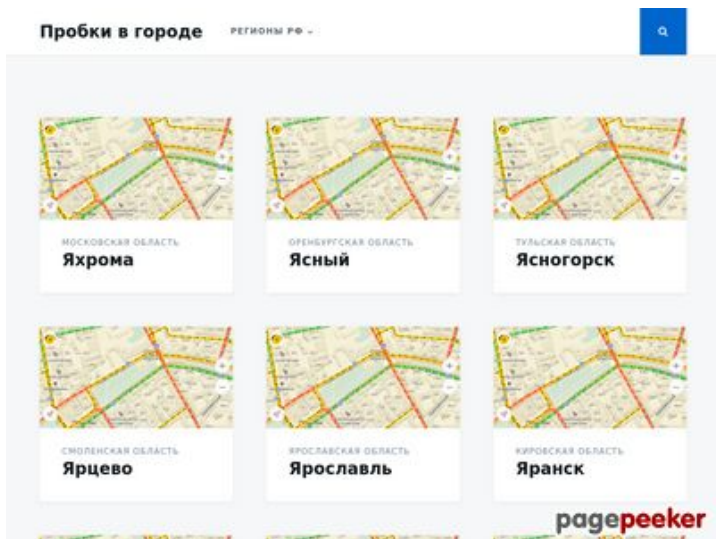 Пробки в городе
РЕГИОНЫ РФ
МОСКОВСКАЯ ОБЛАСТЬ
Яхрома
ОРЕНБУРГСКАЯ ОБЛАСТЬ
Ясный
ТУЛЬСКАЯ ОБЛАСТЬ
Ясногорск
СМОЛЕНСКАЯ ОБЛАСТЬ
Ярцево
ЯРОСЛАВСКАЯ ОБЛАСТЬ
Ярославль
КИРОВСКАЯ ОБЛАСТЬ
Яранск
pagepeeker